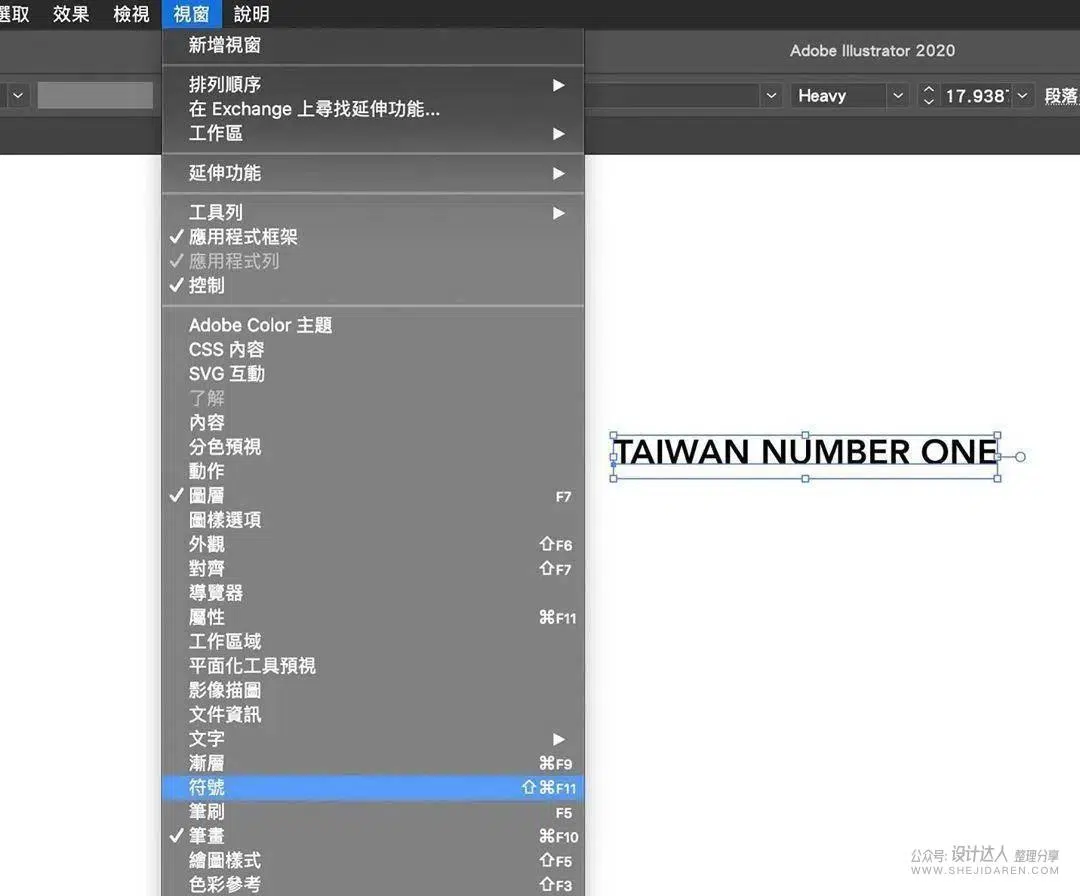 選取 效果 檢視 視窗 說明
Adobe Illustrator 2020
Heavy 17.938 段落
新增視窗
排列順序
在 Exchange 上尋找延伸功能...
工作區
延伸功能
工具列
✓ 應用程式框架
✓ 應用程式列
✓ 控制
Adobe Color 主題
CSS 內容
SVG 互動
了解
內容
分色預視
動作
✓ 圖層 F7
圖樣選項
外觀 ⇧F6
對齊 ⇧F7
導覽器
屬性 ⌘F11
工作區域
平面化工具預視
影像描圖
文件資訊
文字
漸層 ⌘F9
符號 ⇧⌘F11
筆刷 F5
✓ 筆畫 ⌘F10
繪圖樣式 ⇧F5
色彩參考 ⇧F3
TAIWAN NUMBER ONE
公众号: 设计达人 整理分享
WWW.SHEJIDAREN.COM